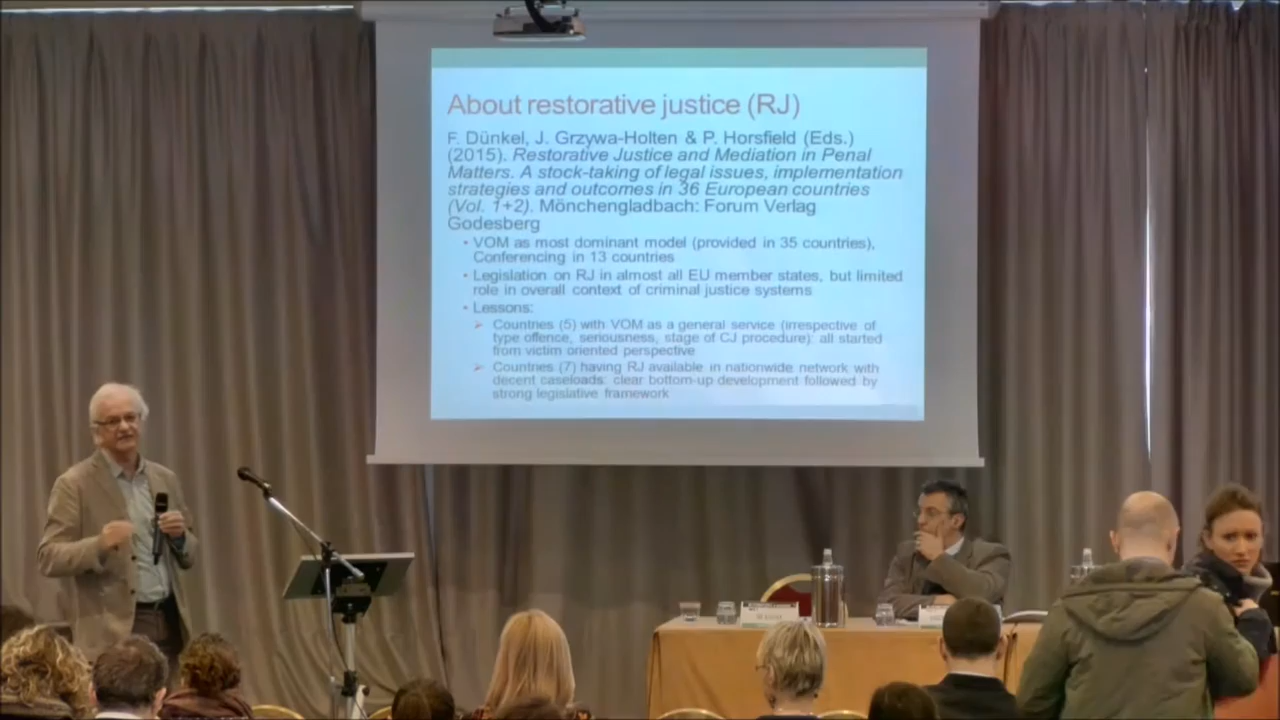 About restorative justice (RJ)
F. Dünkel, J. Grzywa-Holten & P. Horsfield (Eds.)
(2015). Restorative Justice and Mediation in Penal
Matters. A stock-taking of legal issues, implementation
strategies and outcomes in 36 European countries
(Vol. 1+2). Mönchengladbach: Forum Verlag
Godesberg
• VOM as most dominant model (provided in 35 countries),
Conferencing in 13 countries
• Legislation on RJ in almost all EU member states, but limited
role in overall context of criminal justice systems
• Lessons:
➢ Countries (5) with VOM as a general service (irrespective of
type offence, seriousness, stage of CJ procedure): all started
from victim oriented perspective
➢ Countries (7) having RJ available in nationwide network with
decent caseloads: clear bottom-up development followed by
strong legislative framework